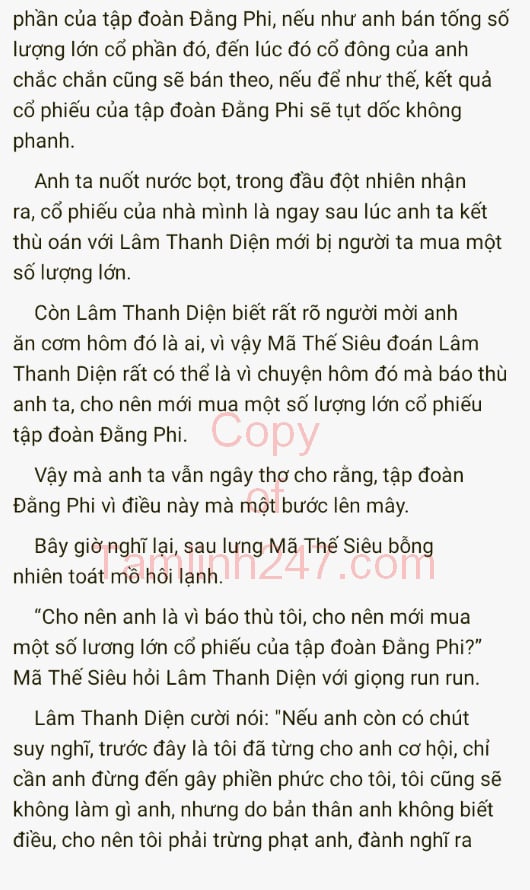 phần của tập đoàn Đằng Phi, nếu như anh bán tống số
lượng lớn cổ phần đó, đến lúc đó cổ đông của anh
chắc chắn cũng sẽ bán theo, nếu để như thế, kết quả
cổ phiếu của tập đoàn Đằng Phi sẽ tụt dốc không
phanh.
Anh ta nuốt nước bọt, trong đầu đột nhiên nhận
ra, cổ phiếu của nhà mình là ngay sau lúc anh ta kết
thù oán với Lâm Thanh Diện mới bị người ta mua một
số lượng lớn.
Còn Lâm Thanh Diện biết rất rõ người mời anh
ăn cơm hôm đó là ai, vì vậy Mã Thế Siêu đoán Lâm
Thanh Diện rất có thể là vì chuyện hôm đó mà báo thù
anh ta, cho nên mới mua một số lượng lớn cổ phiếu
tập đoàn Đằng Phi.
Copy
Vậy mà anh ta vẫn ngây thơ cho rằng, tập đoàn
of
Đằng Phi vì điều này mà một bước lên mây.
Bây giờ nghĩ lại, sau lưng Mã Thế Siêu bỗng
Tamlinh247.com
nhiên toát mồ hôi lạnh.
“Cho nên anh là vì báo thù tôi, cho nên mới mua
một số lương lớn cổ phiếu của tập đoàn Đằng Phi?”
Mã Thế Siêu hỏi Lâm Thanh Diện với giọng run run.
Lâm Thanh Diện cười nói: "Nếu anh còn có chút
suy nghĩ, trước đây là tôi đã từng cho anh cơ hội, chỉ
cần anh đừng đến gây phiền phức cho tôi, tôi cũng sẽ
không làm gì anh, nhưng do bản thân anh không biết
điều, cho nên tôi phải trừng phạt anh, đành nghĩ ra